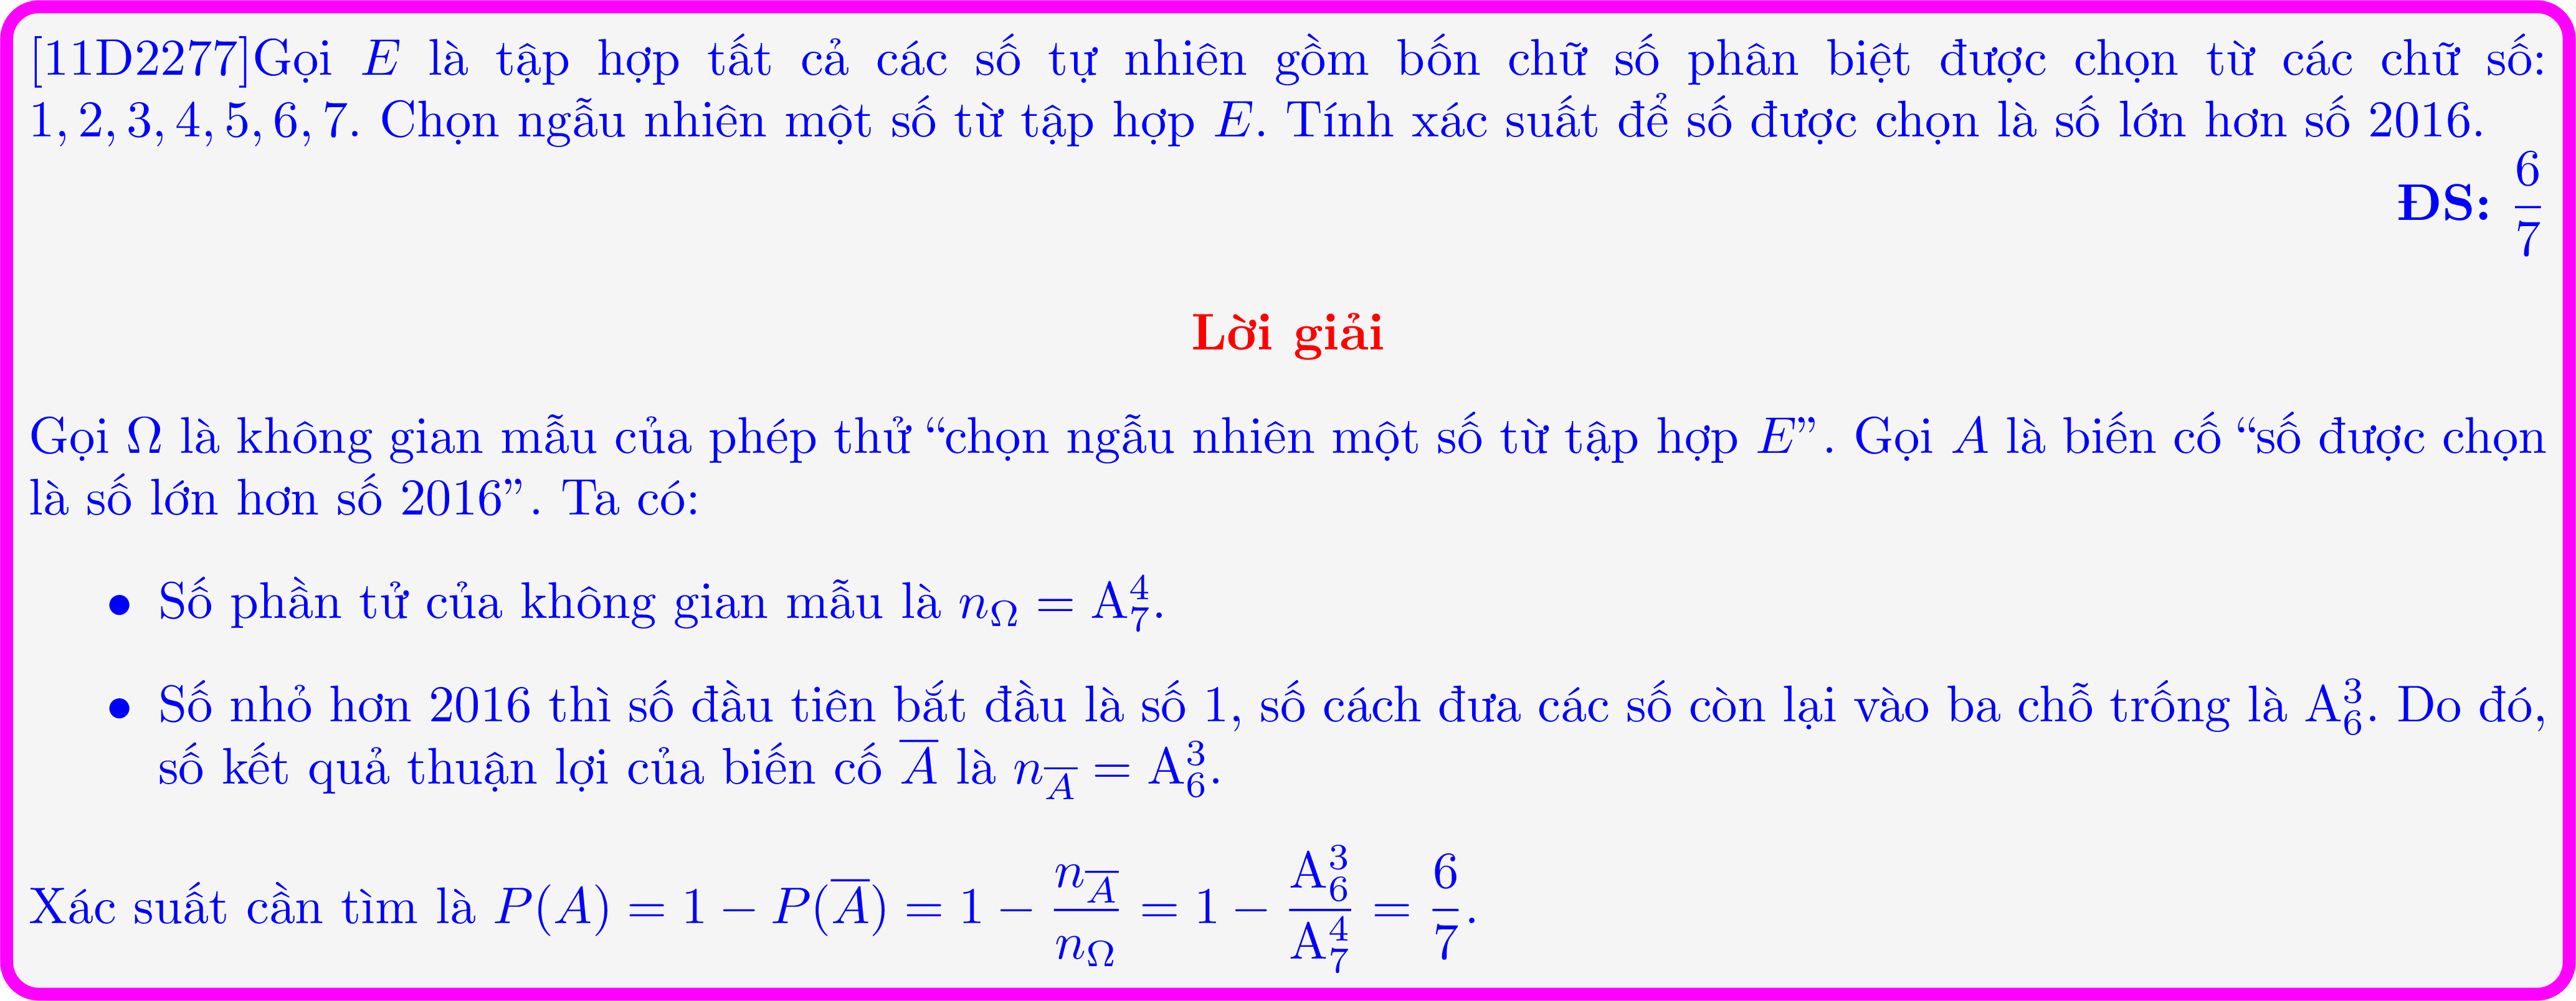 [11D2277]Gọi E là tập hợp tất cả các số tự nhiên gồm bốn chữ số phân biệt được chọn từ các chữ số:
1, 2, 3, 4, 5, 6, 7. Chọn ngẫu nhiên một số từ tập hợp E. Tính xác suất để số được chọn là số lớn hơn số 2016.
ĐS: $\frac{6}{7}$
Lời giải
Gọi Ω là không gian mẫu của phép thử “chọn ngẫu nhiên một số từ tập hợp E”. Gọi A là biến cố “số được chọn
là số lớn hơn số 2016”. Ta có:
• Số phần tử của không gian mẫu là $n_{\Omega} = \mathrm{A}_7^4$.
• Số nhỏ hơn 2016 thì số đầu tiên bắt đầu là số 1, số cách đưa các số còn lại vào ba chỗ trống là $\mathrm{A}_6^3$. Do đó,
số kết quả thuận lợi của biến cố $\overline{A}$ là $n_{\overline{A}} = \mathrm{A}_6^3$.
Xác suất cần tìm là $P(A) = 1 - P(\overline{A}) = 1 - \frac{n_{\overline{A}}}{n_{\Omega}} = 1 - \frac{\mathrm{A}_6^3}{\mathrm{A}_7^4} = \frac{6}{7}$.